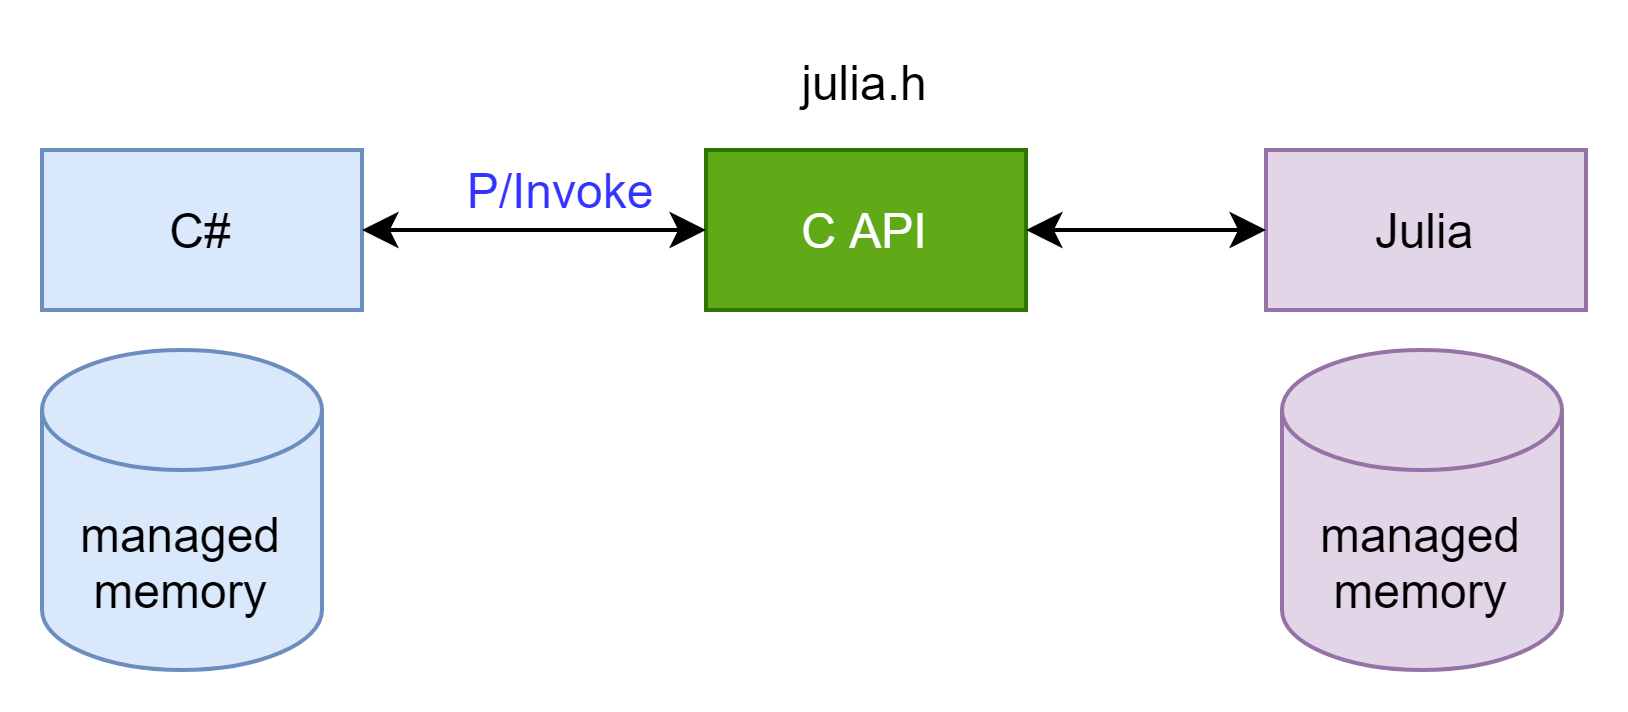 julia.h
P/Invoke
C#
C API
Julia
managed
memory
managed
memory